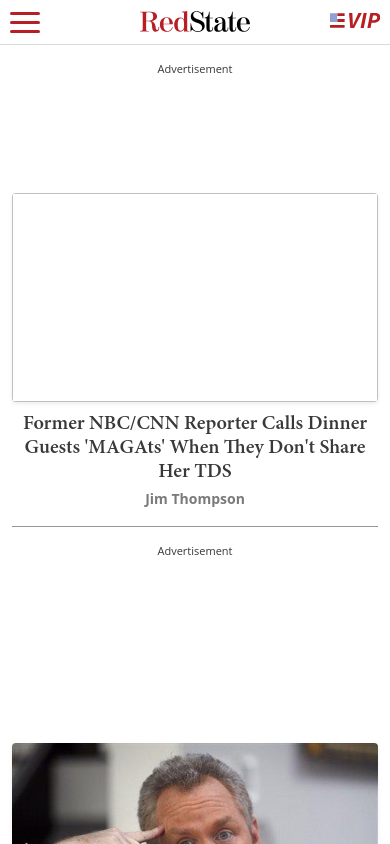 RedState
VIP
Advertisement
Former NBC/CNN Reporter Calls Dinner
Guests 'MAGAts' When They Don't Share
Her TDS
Jim Thompson
Advertisement